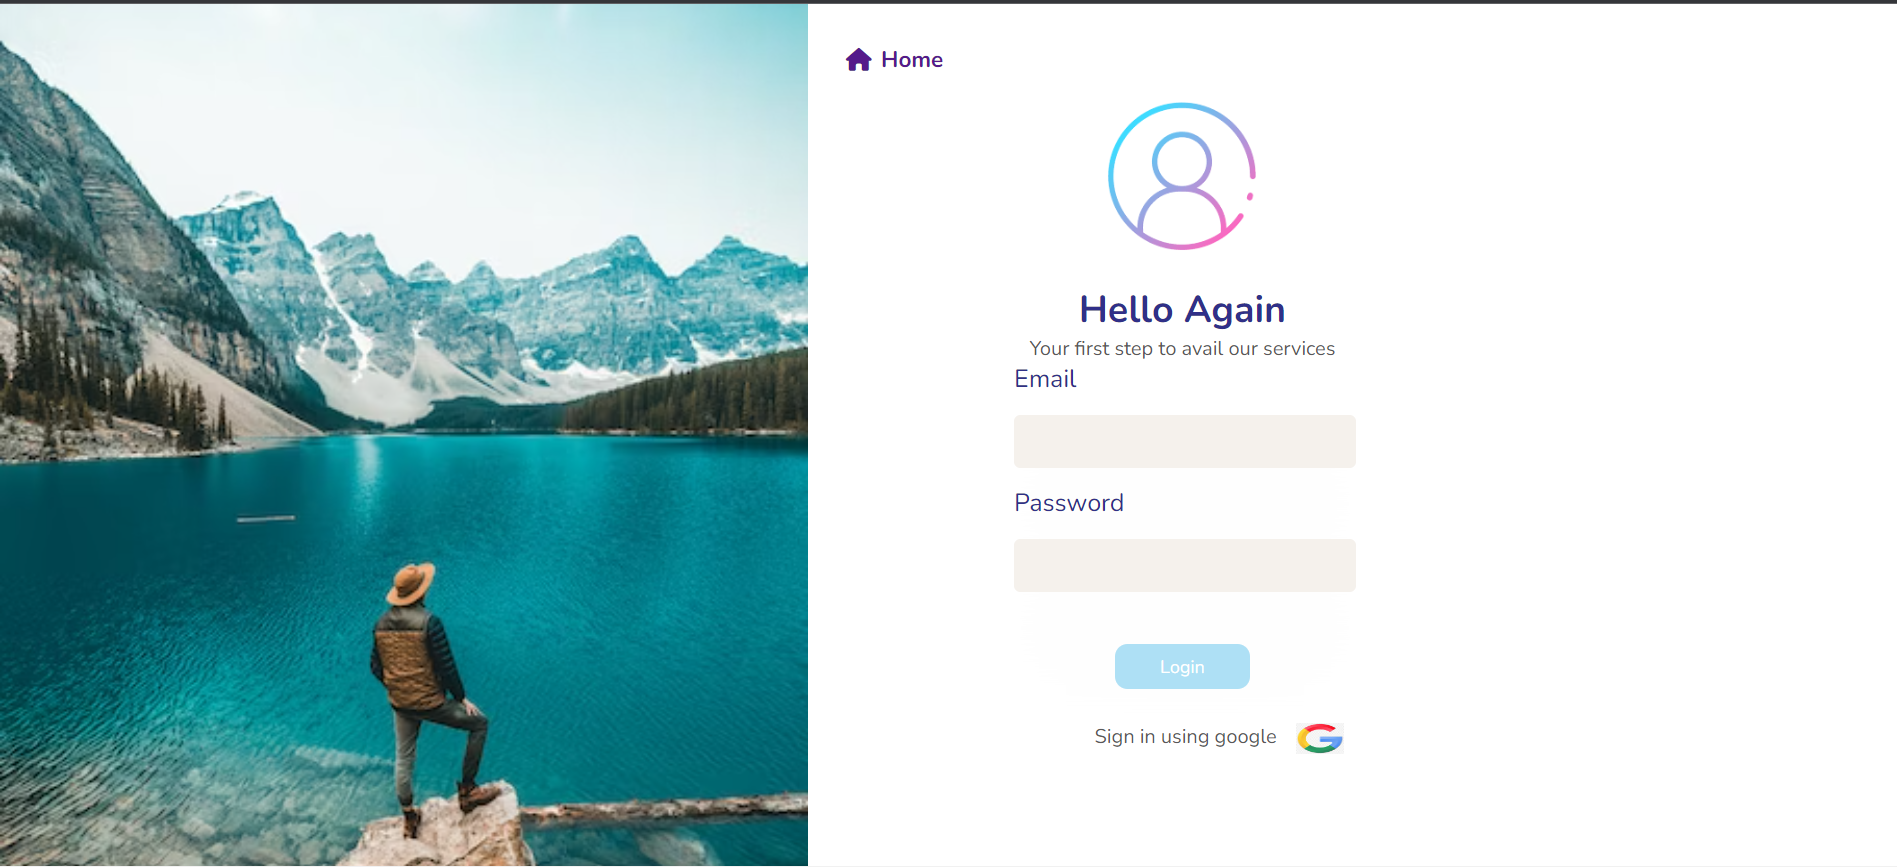 Home
Hello Again
Your first step to avail our services
Email
Password
Login
Sign in using google